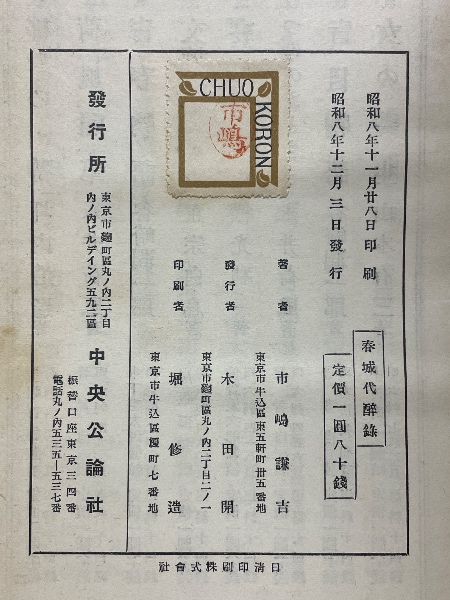 昭和八年十一月廿八日印刷
昭和八年十二月三日發行
春城代醉錄
定價一圓八十錢
CHUO
KORON
市嶋
著者
東京市牛込區東五軒町廿五番地
市嶋謙吉
發行者
東京市麴町區丸ノ内二丁目二ノ一
木田開
印刷者
東京市牛込區榎町七番地
堀修造
發行所
東京市麴町區丸ノ内二丁目
内ノ内ビルデイング五九二區
中央公論社
振替口座東京三四番
電話丸ノ内五三五一五三七番
日淸印刷株式會社